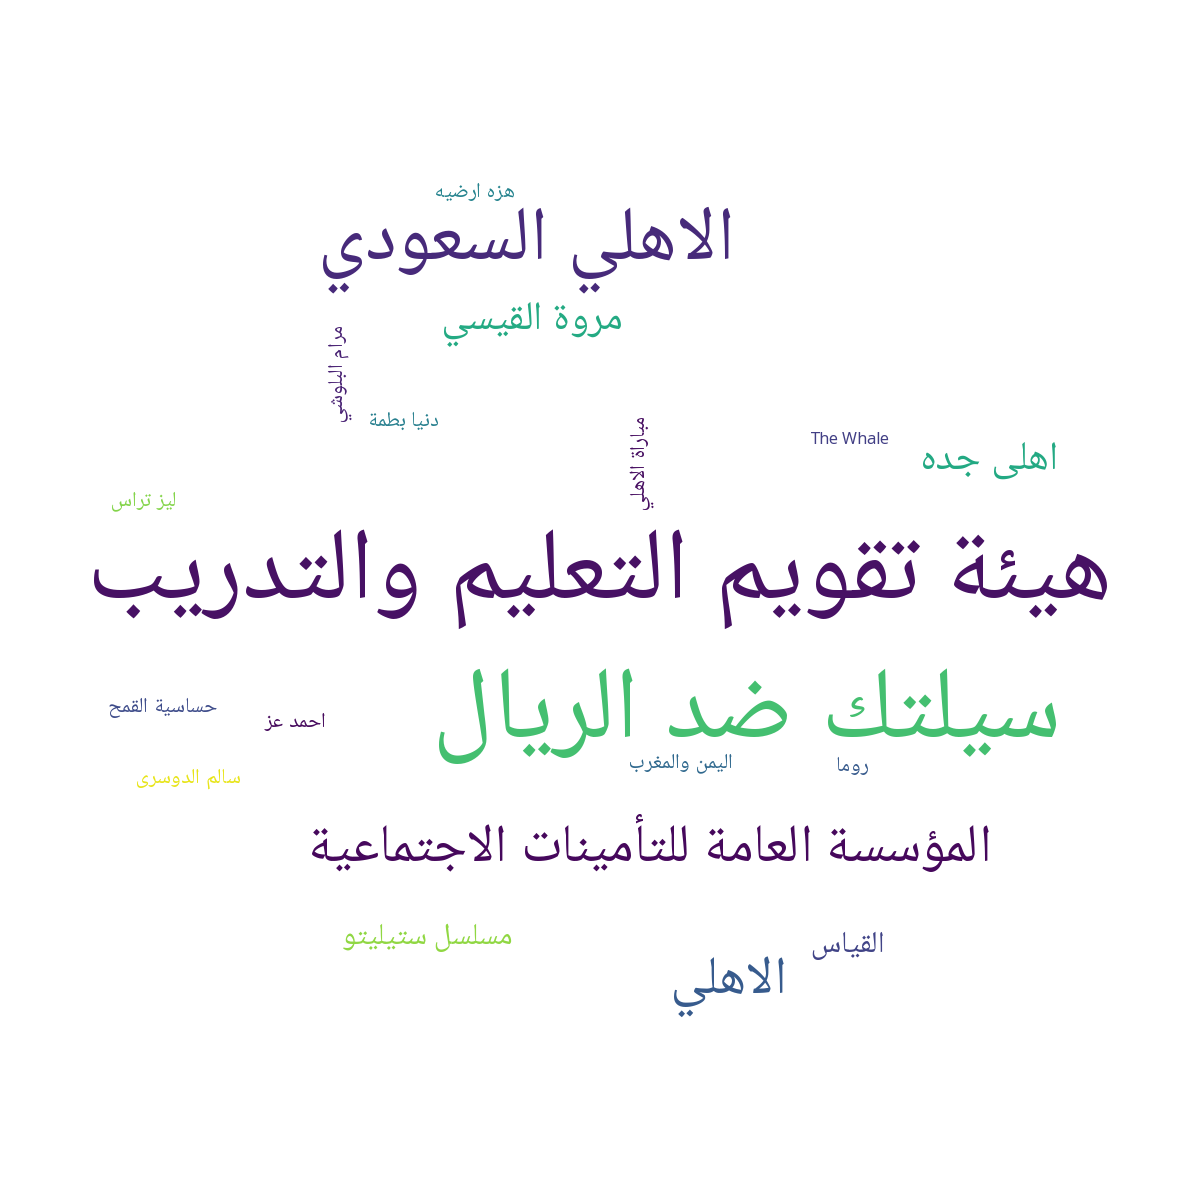 هزه ارضيه
الاهلي السعودي
مروة القيسي
مرام البلوشي
دنيا بطمة
مباراة الاهلي
The Whale
اهلى جده
ليز تراس
هيئة تقويم التعليم والتدريب
سيلتك ضد الريال
حساسية القمح
احمد عز
اليمن والمغرب
روما
سالم الدوسرى
المؤسسة العامة للتأمينات الاجتماعية
مسلسل ستيليتو
القياس
الاهلي